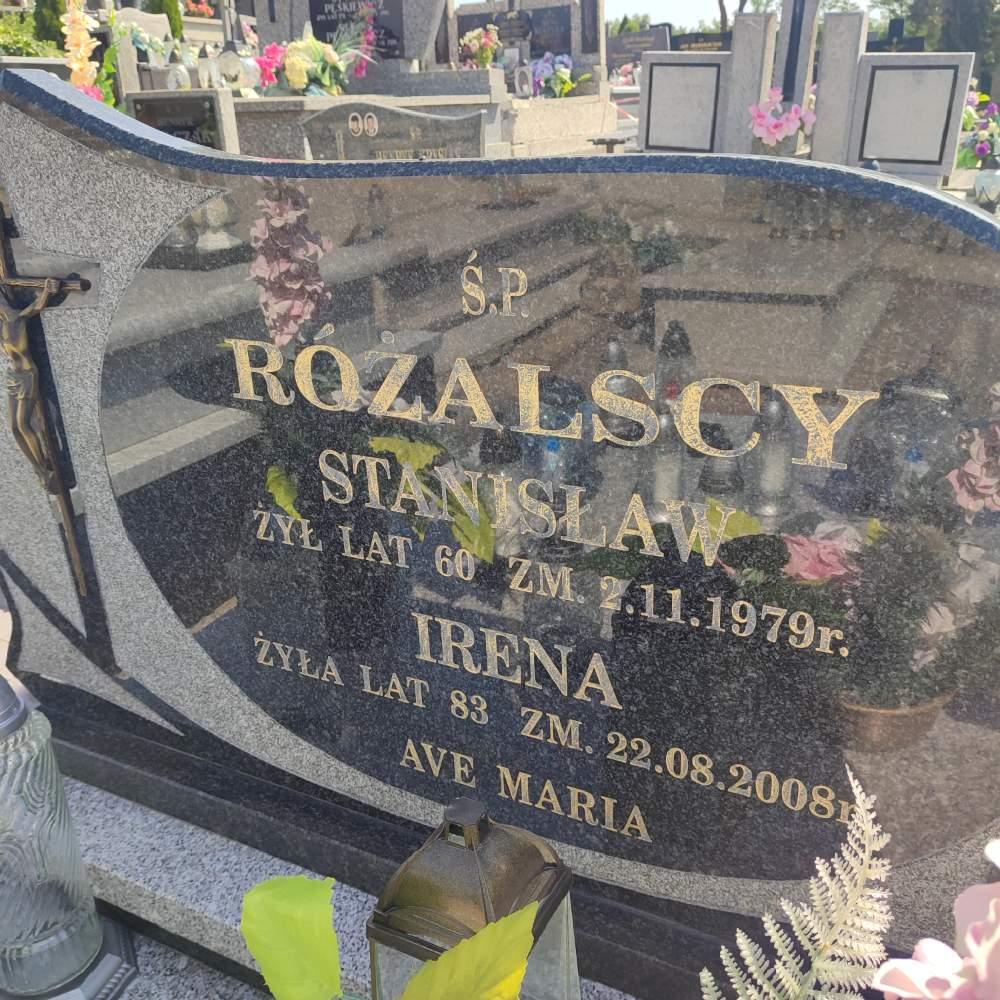 Ś.P.
RÓŻALSCY
STANISŁAW
ŻYŁ LAT 60 ZM. 2.11.1979r.
IRENA
ŻYŁA LAT 83 ZM. 22.08.2008r
AVE MARIA